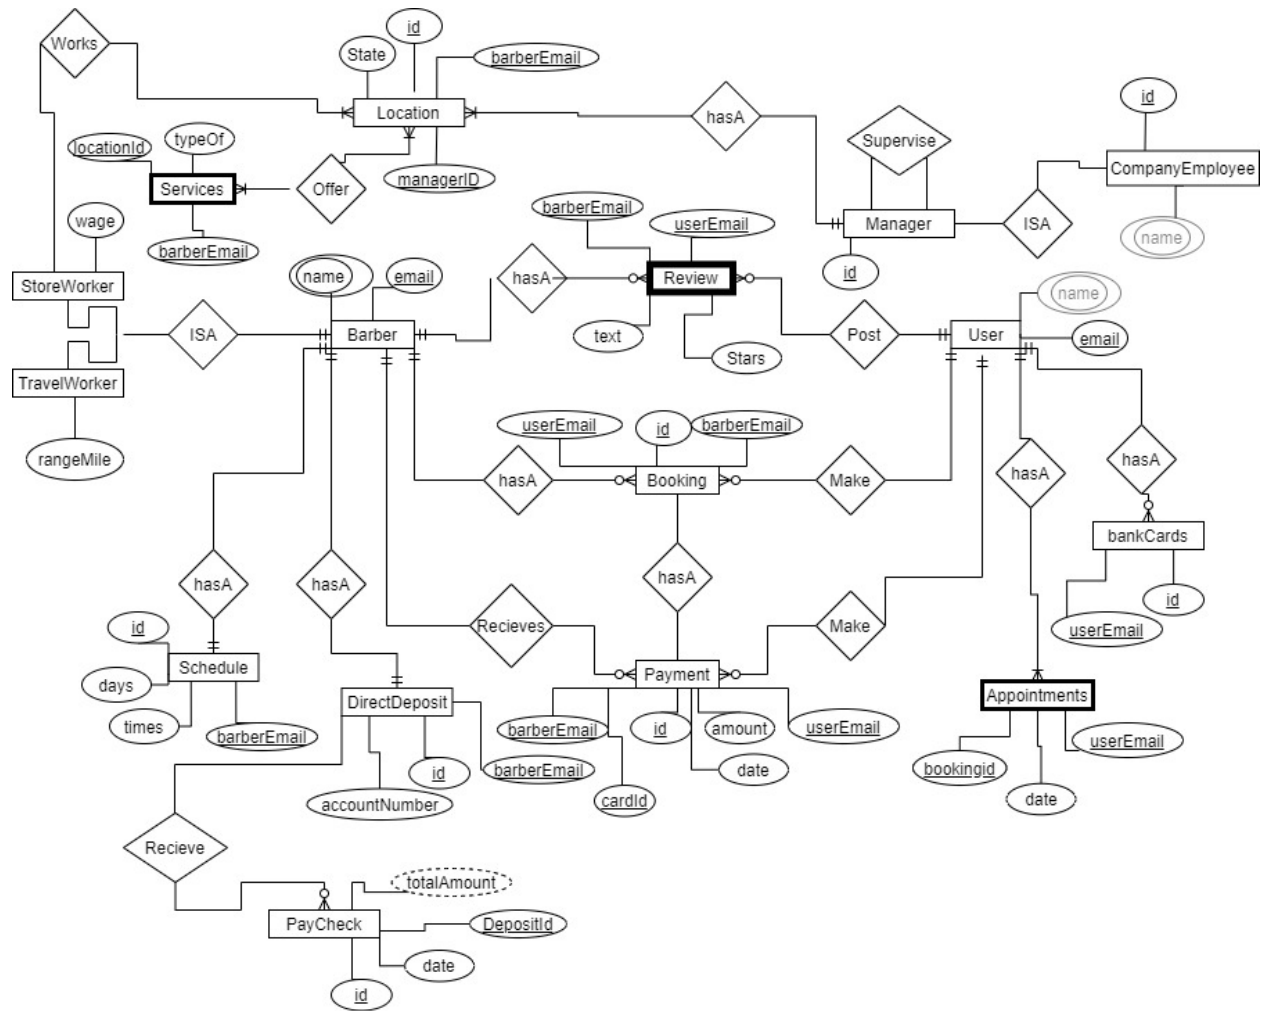 Works
id
State
barberEmail
Location
hasA
id
Supervise
CompanyEmployee
typeOf
locationId
Services
Offer
managerID
barberEmail
userEmail
Manager
ISA
name
wage
barberEmail
id
StoreWorker
name
email
hasA
Review
name
ISA
Barber
text
Stars
Post
User
email
TravelWorker
rangeMile
userEmail
id
barberEmail
hasA
Booking
Make
hasA
hasA
bankCards
hasA
hasA
hasA
id
Recieves
Make
userEmail
id
Schedule
days
times
barberEmail
DirectDeposit
Payment
Appointments
barberEmail
id
amount
userEmail
userEmail
id
barberEmail
date
bookingid
accountNumber
cardId
date
Recieve
totalAmount
PayCheck
DepositId
date
id